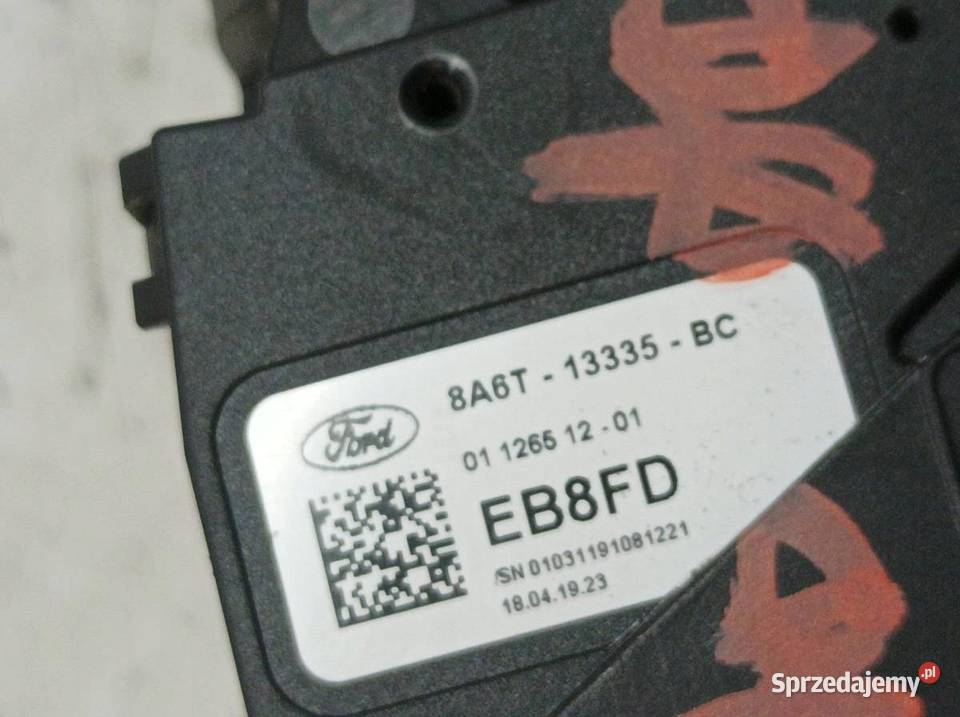 8A6T - 13335 - BC
Ford
01 1265 12 - 01
EB8FD
SN 01031191081221
18.04.19.23
Sprzedajemy.pl